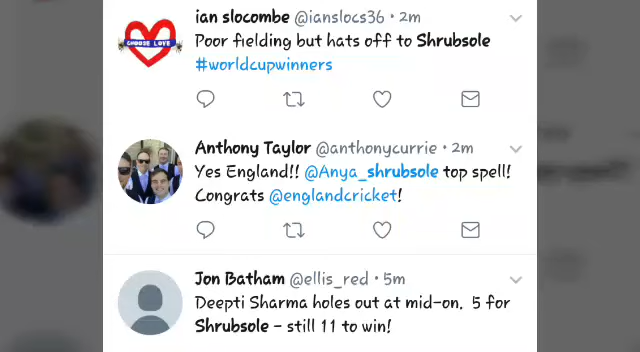 ian slocombe @ianslocs36 · 2m
Poor fielding but hats off to Shrubsole
#worldcupwinners
CHOOSE LOVE
Anthony Taylor @anthonycurrie · 2m
Yes England!! @Anya_shrubsole top spell!
Congrats @englandcricket!
Jon Batham @ellis_red · 5m
Deepti Sharma holes out at mid-on. 5 for
Shrubsole – still 11 to win!